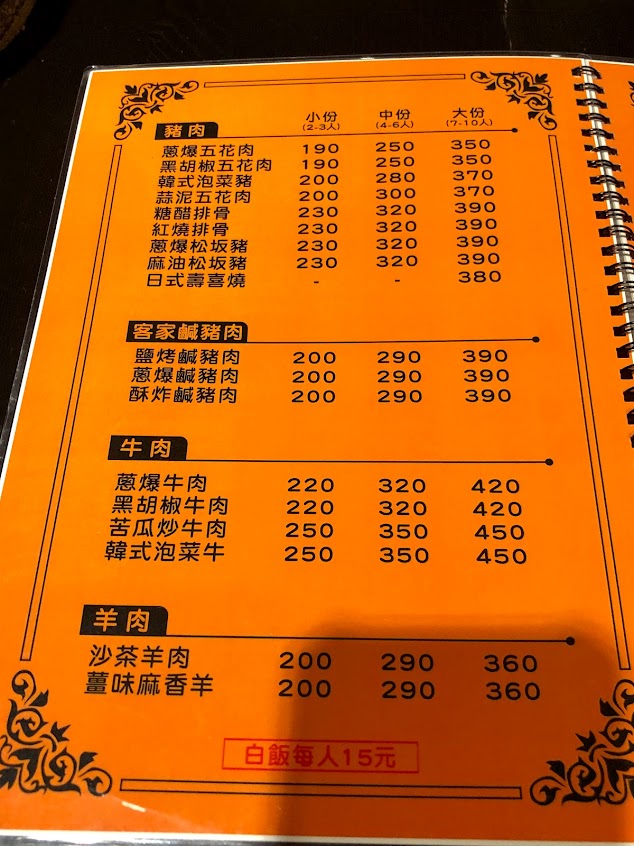 小份 中份 大份
(2-3人) (4-6人) (7-10人)
豬肉
蔥爆五花肉 190 250 350
黑胡椒五花肉 190 250 350
韓式泡菜豬 200 280 370
蒜泥五花肉 200 300 370
糖醋排骨 230 320 390
紅燒排骨 230 320 390
蔥爆松坂豬 230 320 390
麻油松坂豬 230 320 390
日式壽喜燒 - - 380
客家鹹豬肉
鹽烤鹹豬肉 200 290 390
蔥爆鹹豬肉 200 290 390
酥炸鹹豬肉 200 290 390
牛肉
蔥爆牛肉 220 320 420
黑胡椒牛肉 220 320 420
苦瓜炒牛肉 250 350 450
韓式泡菜牛 250 350 450
羊肉
沙茶羊肉 200 290 360
薑味麻香羊 200 290 360
白飯每人15元